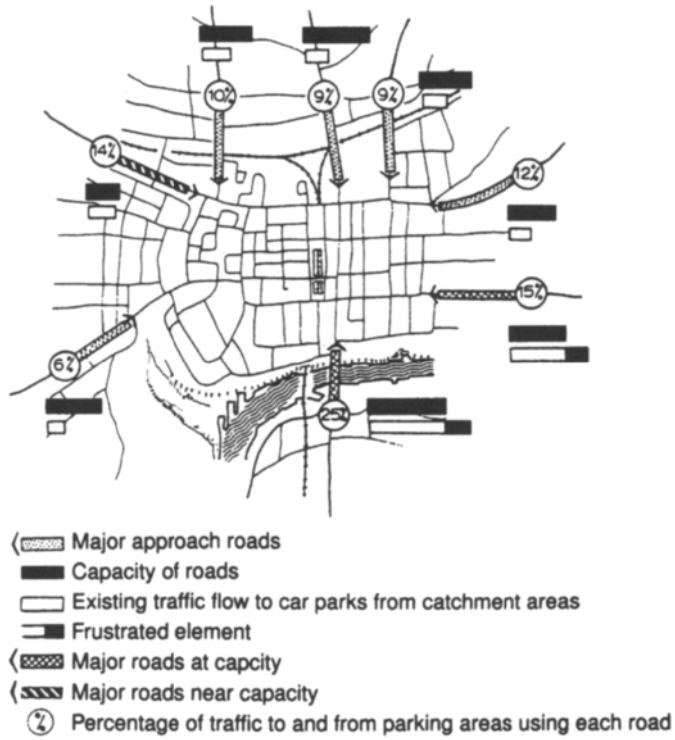 10%
9%
9%
14%
12%
15%
6%
25%
Major approach roads
Capacity of roads
Existing traffic flow to car parks from catchment areas
Frustrated element
Major roads at capcity
Major roads near capacity
% Percentage of traffic to and from parking areas using each road